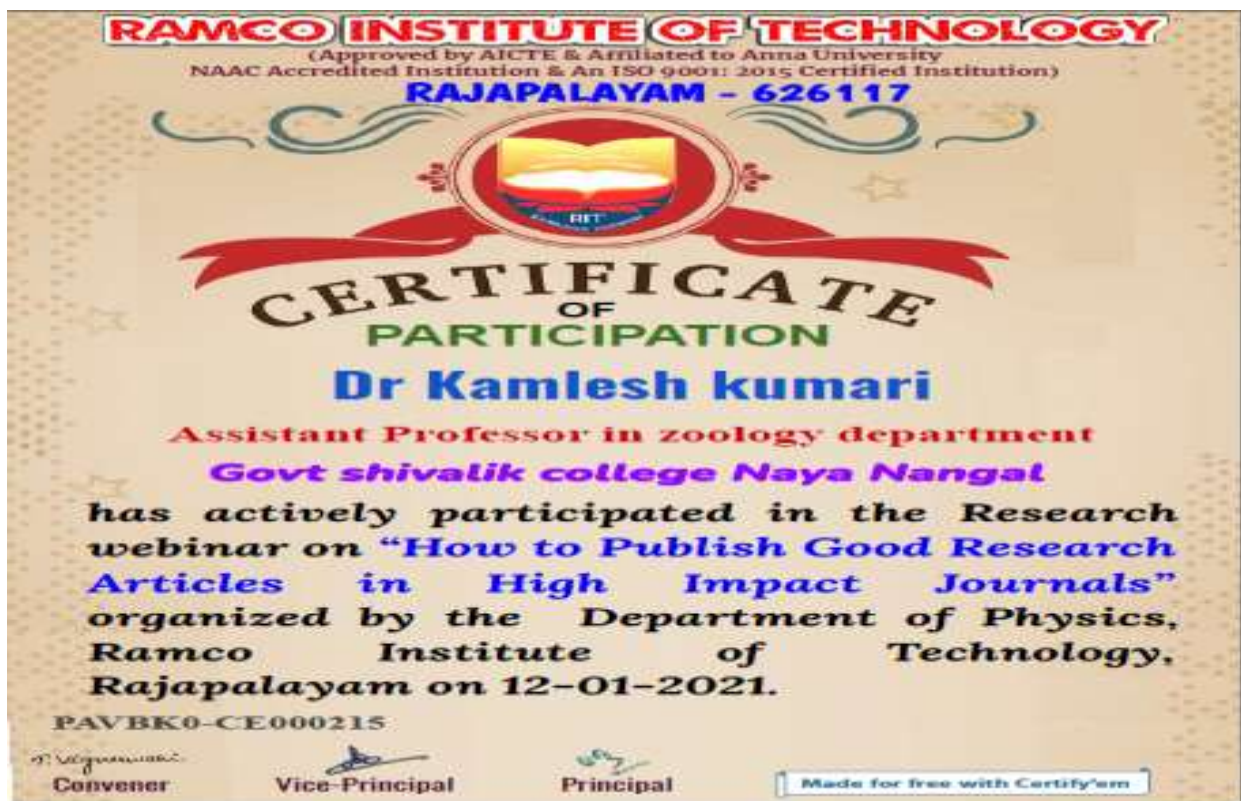 RAMCO INSTITUTE OF TECHNOLOGY
(Approved by AICTE & Affiliated to Anna University
NAAC Accredited Institution & An ISO 9001: 2015 Certified Institution)
RAJAPALAYAM - 626117
RIT
CERTIFICATE
OF
PARTICIPATION
Dr Kamlesh kumari
Assistant Professor in zoology department
Govt shivalik college Naya Nangal
has actively participated in the Research
webinar on "How to Publish Good Research
Articles in High Impact Journals"
organized by the Department of Physics,
Ramco Institute of Technology,
Rajapalayam on 12-01-2021.
PAVBK0-CE000215
Convener Vice-Principal Principal Made for free with Certify'em